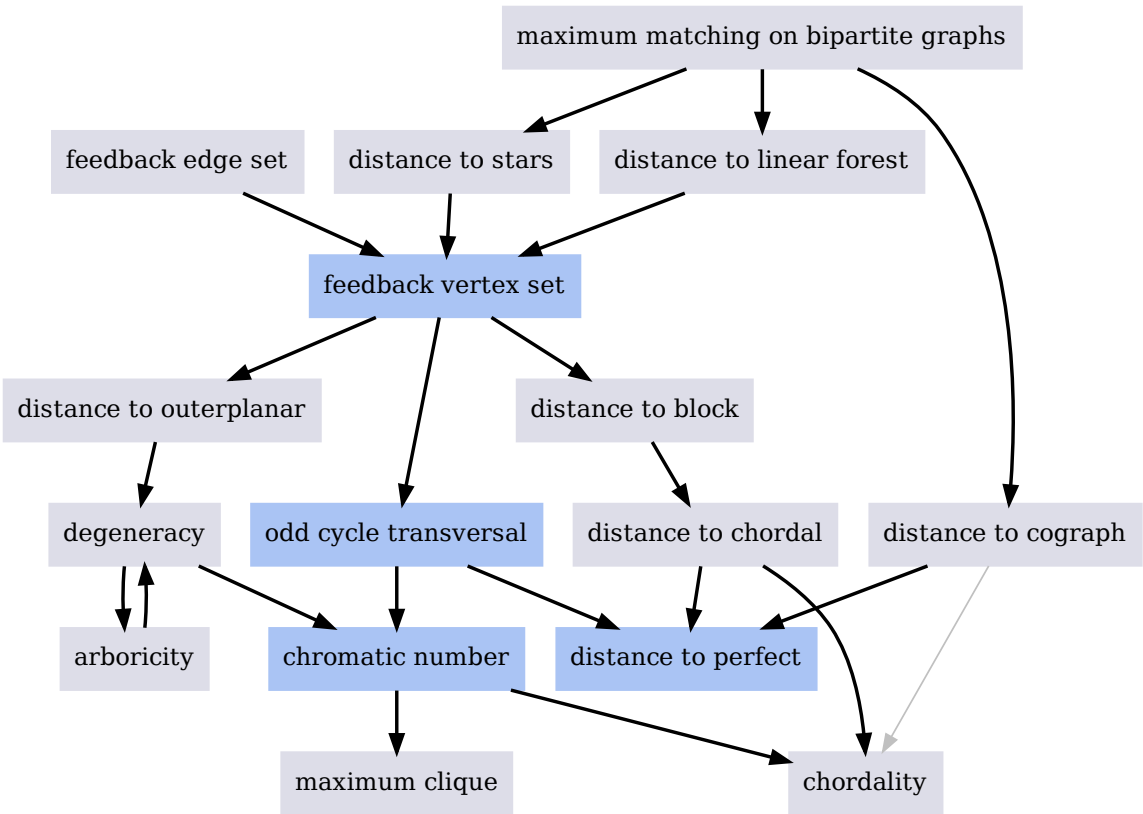 maximum matching on bipartite graphs
feedback edge set
distance to stars
distance to linear forest
feedback vertex set
distance to outerplanar
distance to block
degeneracy
odd cycle transversal
distance to chordal
distance to cograph
arboricity
chromatic number
distance to perfect
maximum clique
chordality